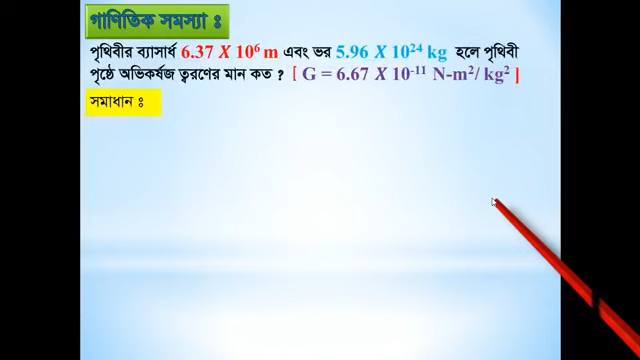 গাণিতিক সমস্যা ঃ
পৃথিবীর ব্যাসার্ধ 6.37 X 10⁶ m এবং ভর 5.96 X 10²⁴ kg হলে পৃথিবী
পৃষ্ঠে অভিকর্ষজ ত্বরণের মান কত ? [ G = 6.67 X 10⁻¹¹ N-m²/ kg² ]
সমাধান ঃ